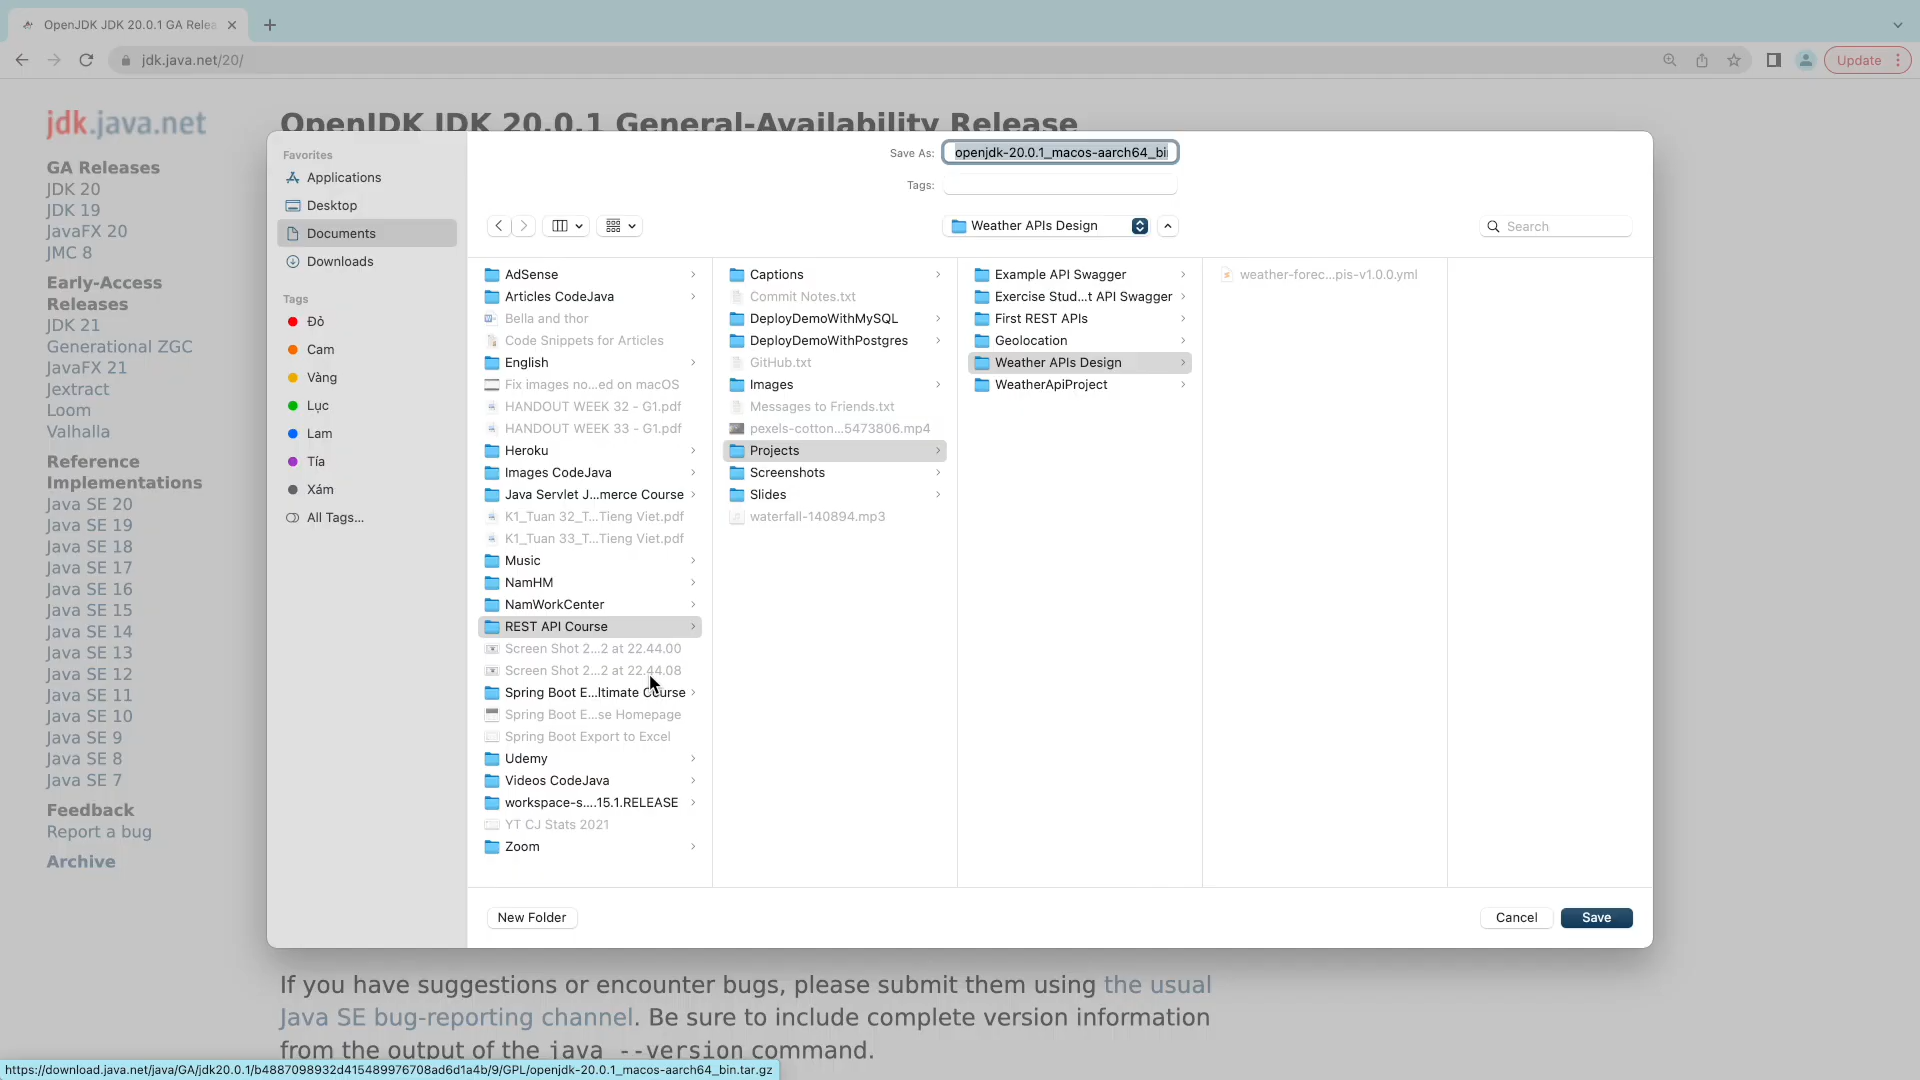 OpenJDK JDK 20.0.1 GA Relea
jdk.java.net/20/
Update
jdk.java.net
GA Releases
JDK 20
JDK 19
JavaFX 20
JMC 8
Early-Access
Releases
JDK 21
Generational ZGC
JavaFX 21
Jextract
Loom
Valhalla
Reference
Implementations
Java SE 20
Java SE 19
Java SE 18
Java SE 17
Java SE 16
Java SE 15
Java SE 14
Java SE 13
Java SE 12
Java SE 11
Java SE 10
Java SE 9
Java SE 8
Java SE 7
Feedback
Report a bug
Archive
OpenJDK JDK 20.0.1 General-Availability Release
Favorites
Applications
Desktop
Documents
Downloads
Tags
Đỏ
Cam
Vàng
Lục
Lam
Tía
Xám
All Tags...
Save As: openjdk-20.0.1_macos-aarch64_bi
Tags:
Weather APIs Design
Search
AdSense
Articles CodeJava
Bella and thor
Code Snippets for Articles
English
Fix images no...ed on macOS
HANDOUT WEEK 32 - G1.pdf
HANDOUT WEEK 33 - G1.pdf
Heroku
Images CodeJava
Java Servlet J...merce Course
K1_Tuan 32_T...Tieng Viet.pdf
K1_Tuan 33_T...Tieng Viet.pdf
Music
NamHM
NamWorkCenter
REST API Course
Screen Shot 2...2 at 22.44.00
Screen Shot 2...2 at 22.44.08
Spring Boot E...ltimate Course
Spring Boot E...se Homepage
Spring Boot Export to Excel
Udemy
Videos CodeJava
workspace-s....15.1.RELEASE
YT CJ Stats 2021
Zoom
Captions
Commit Notes.txt
DeployDemoWithMySQL
DeployDemoWithPostgres
GitHub.txt
Images
Messages to Friends.txt
pexels-cotton...5473806.mp4
Projects
Screenshots
Slides
waterfall-140894.mp3
Example API Swagger
Exercise Stud...t API Swagger
First REST APIs
Geolocation
Weather APIs Design
WeatherApiProject
weather-forec...pis-v1.0.0.yml
New Folder
Cancel
Save
If you have suggestions or encounter bugs, please submit them using the usual
Java SE bug-reporting channel. Be sure to include complete version information
from the output of the java --version command.
https://download.java.net/java/GA/jdk20.0.1/b4887098932d415489976708ad6d1a4b/9/GPL/openjdk-20.0.1_macos-aarch64_bin.tar.gz